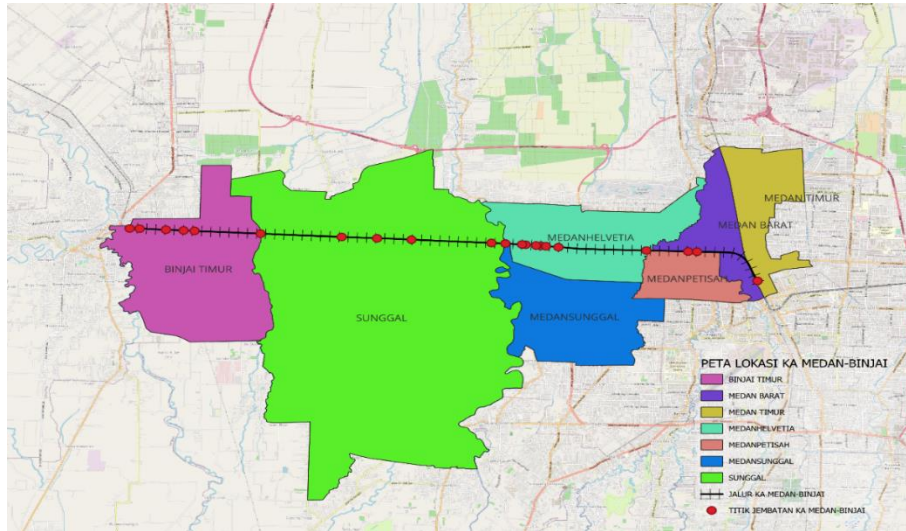 MEDAN TIMUR
MEDAN BARAT
MEDANHELVETIA
BINJAI TIMUR
MEDANPETISAH
SUNGGAL
MEDANSUNGGAL
PETA LOKASI KA MEDAN-BINJAI
BINJAI TIMUR
MEDAN BARAT
MEDAN TIMUR
MEDANHELVETIA
MEDANPETISAH
MEDANSUNGGAL
SUNGGAL
JALUR KA MEDAN-BINJAI
TITIK JEMBATAN KA MEDAN-BINJAI